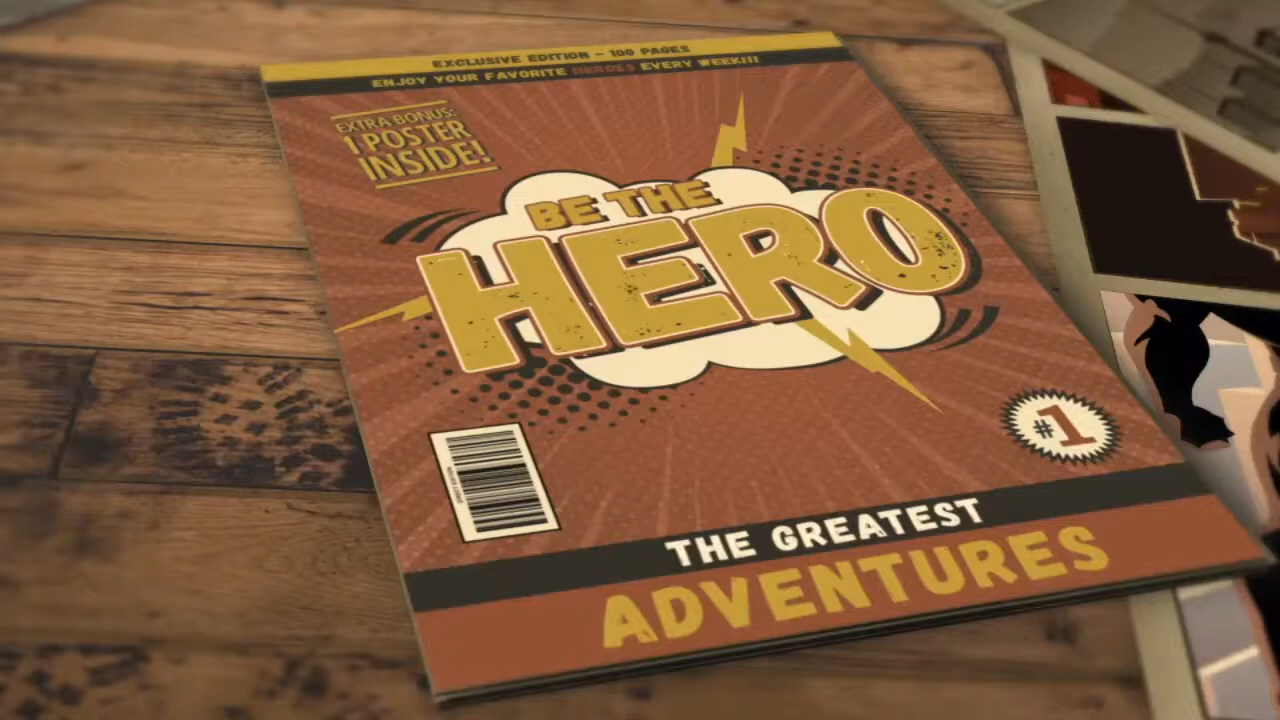 EXCLUSIVE EDITION - 100 PAGES
ENJOY YOUR FAVORITE HEROES EVERY WEEK!!!
EXTRA BONUS:
1 POSTER
INSIDE!
BE THE
HERO
#1
THE GREATEST
ADVENTURES